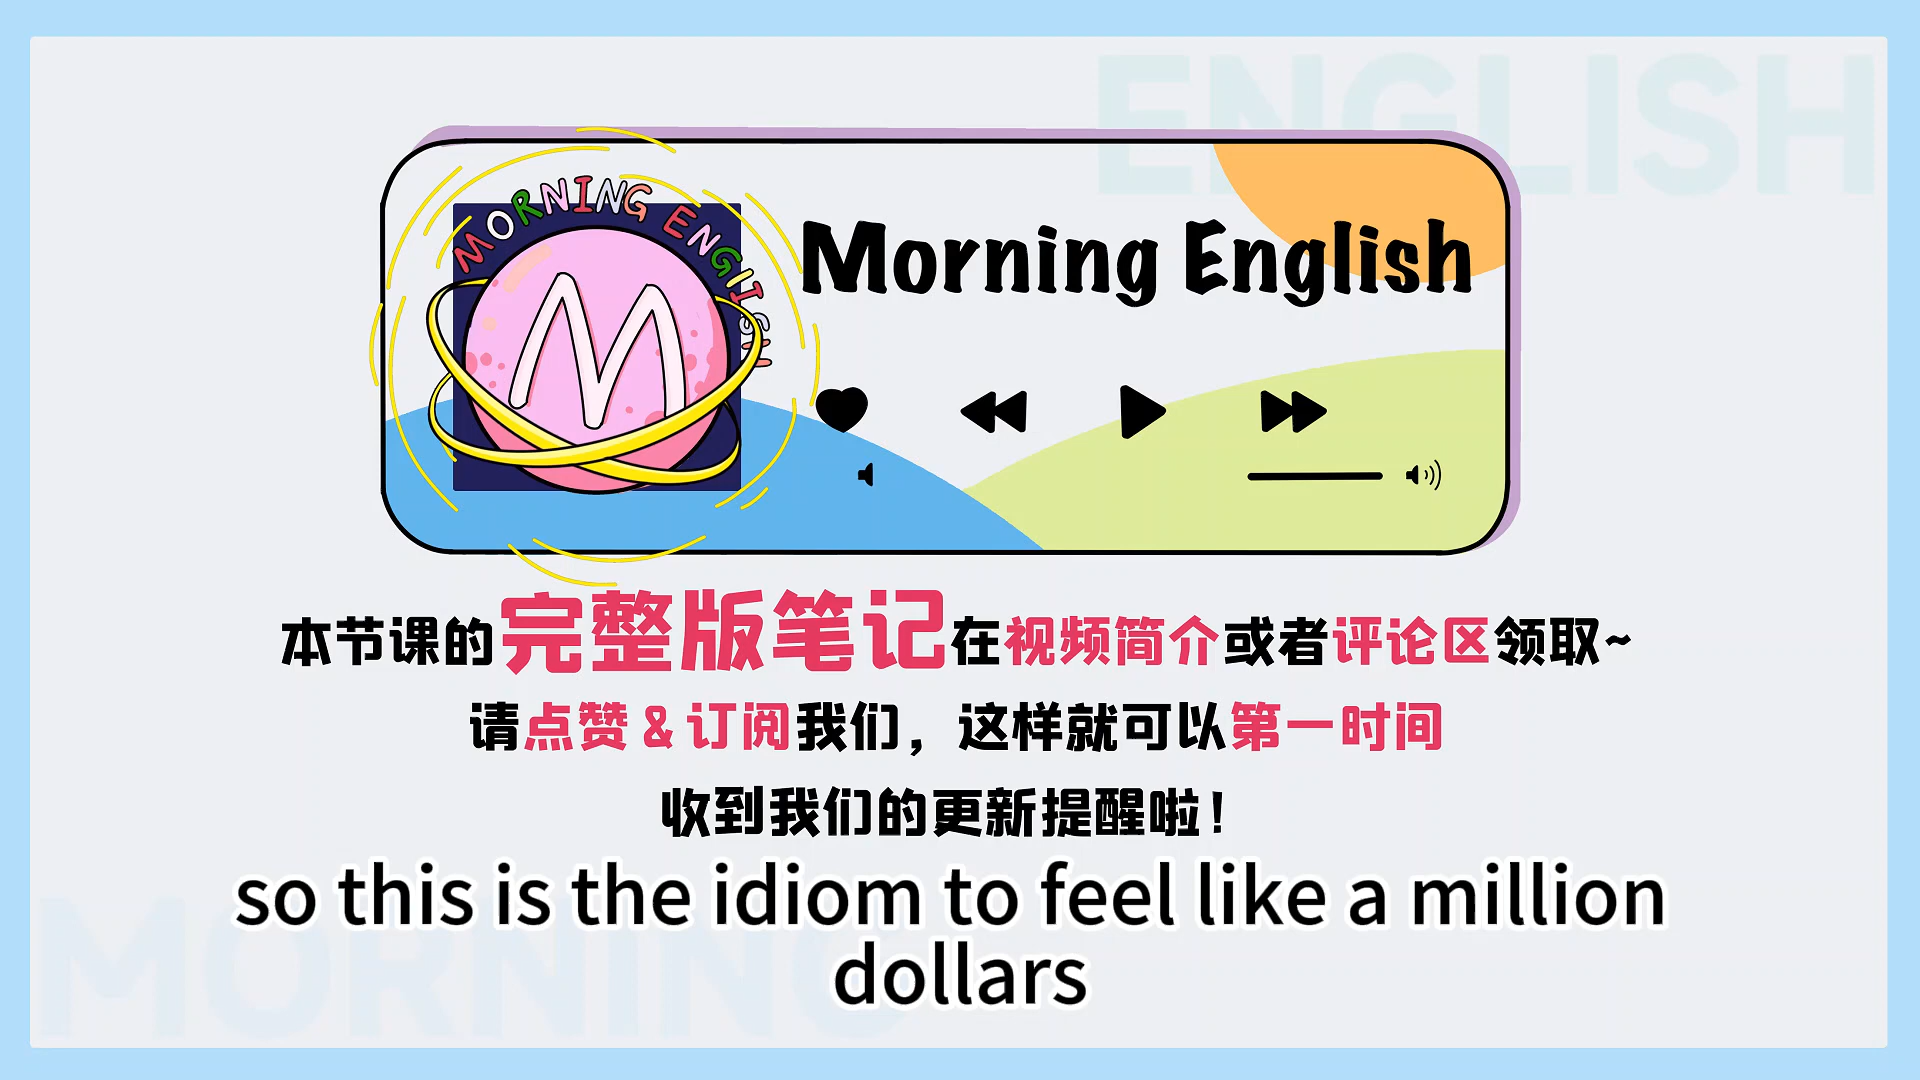 ENGLISH
MORNING ENGLISH
M
Morning English
本节课的完整版笔记在视频简介或者评论区领取~
请点赞&订阅我们，这样就可以第一时间
收到我们的更新提醒啦！
so this is the idiom to feel like a million
dollars
MORNING